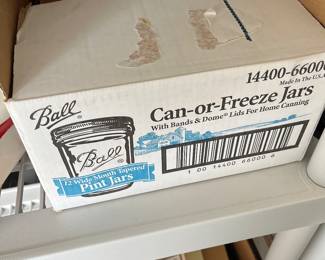 14400-66000
Made In The U.S.A.
Ball
Can-or-Freeze Jars
With Bands & Dome® Lids For Home Canning
Ball
12 Wide Mouth Tapered
Pint Jars
1 00 14400 66000 6